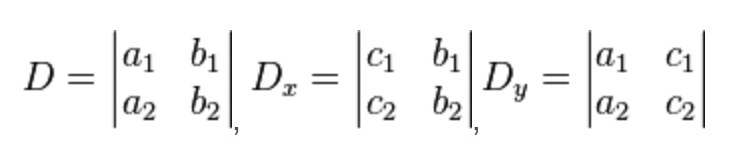 D = |a₁ b₁; a₂ b₂|, Dₓ = |c₁ b₁; c₂ b₂|, D_y = |a₁ c₁; a₂ c₂|